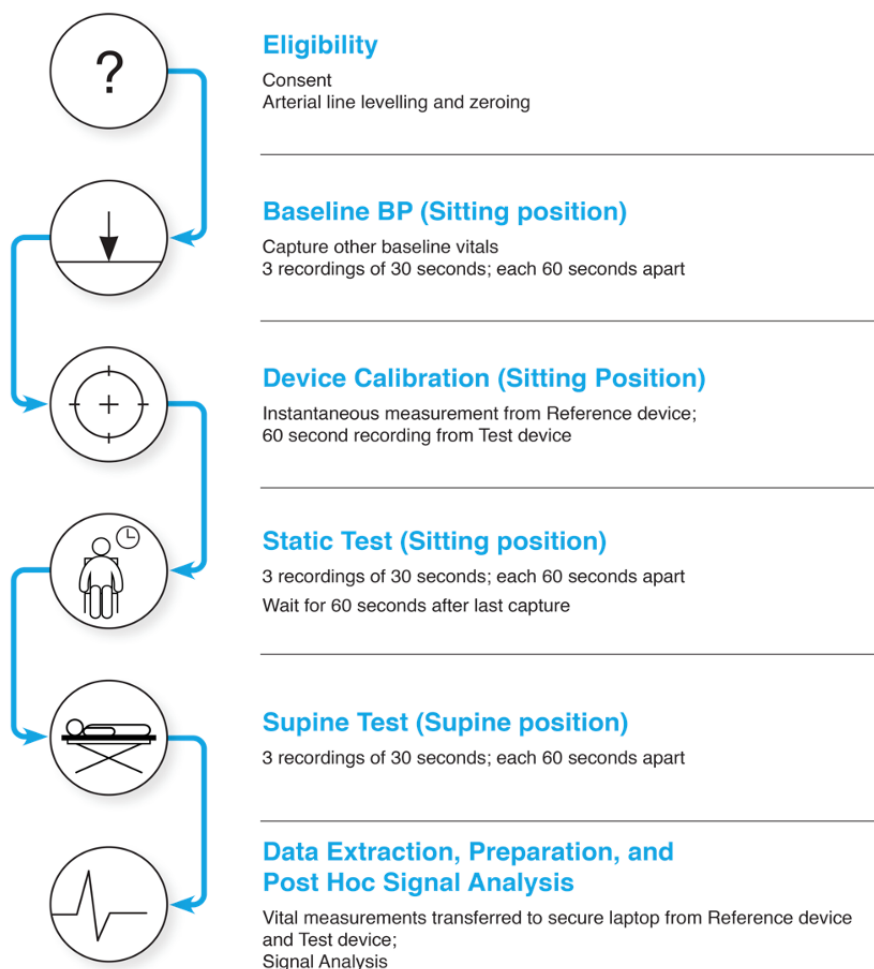 ?
Eligibility
Consent
Arterial line levelling and zeroing
Baseline BP (Sitting position)
Capture other baseline vitals
3 recordings of 30 seconds; each 60 seconds apart
Device Calibration (Sitting Position)
Instantaneous measurement from Reference device;
60 second recording from Test device
Static Test (Sitting position)
3 recordings of 30 seconds; each 60 seconds apart
Wait for 60 seconds after last capture
Supine Test (Supine position)
3 recordings of 30 seconds; each 60 seconds apart
Data Extraction, Preparation, and
Post Hoc Signal Analysis
Vital measurements transferred to secure laptop from Reference device
and Test device;
Signal Analysis